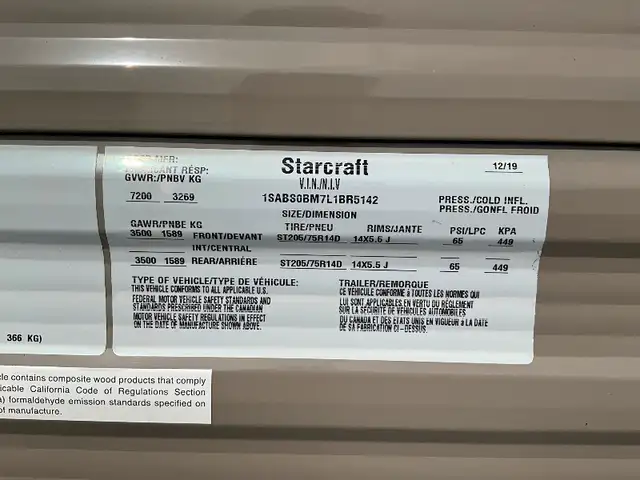 MFR:
Starcraft
12/19
RÉSP:
GVWR:/PNBV KG
V.I.N./N.I.V
7200 3269
1SABS0BM7L1BR5142
PRESS./COLD INFL.
PRESS./GONFL FROID
SIZE/DIMENSION
GAWR/PNBE KG
TIRE/PNEU RIMS/JANTE PSI/LPC KPA
3500 1589 FRONT/DEVANT ST205/75R14D 14X5.5 J 65 449
INT/CENTRAL
3500 1589 REAR/ARRIÉRE ST205/75R14D 14X5.5 J 65 449
TYPE OF VEHICLE/TYPE DE VÉHICULE:
TRAILER/REMORQUE
THIS VEHICLE CONFORMS TO ALL APPLICABLE U.S.
FEDERAL MOTOR VEHICLE SAFETY STANDARDS AND
STANDARDS PRESCRIBED UNDER THE CANADIAN
MOTOR VEHICLE SAFETY REGULATIONS IN EFFECT
ON THE DATE OF MANUFACTURE SHOWN ABOVE.
CE VÉHICULE CONFORME À TOUTES LES NORMES QUI
LUI SONT APPLICABLES EN VERTU DU RÉGLEMENT
SUR LA SÉCURITÉ DE VÉHICULES AUTOMOBILES
DU CANADA ET DES ÉTATS UNIS EN VIGUEUR À LA DATE
DE SA FABRICATION CI-DESSUS.
366 KG)
cle contains composite wood products that comply
icable California Code of Regulations Section
) formaldehyde emission standards specified on
of manufacture.